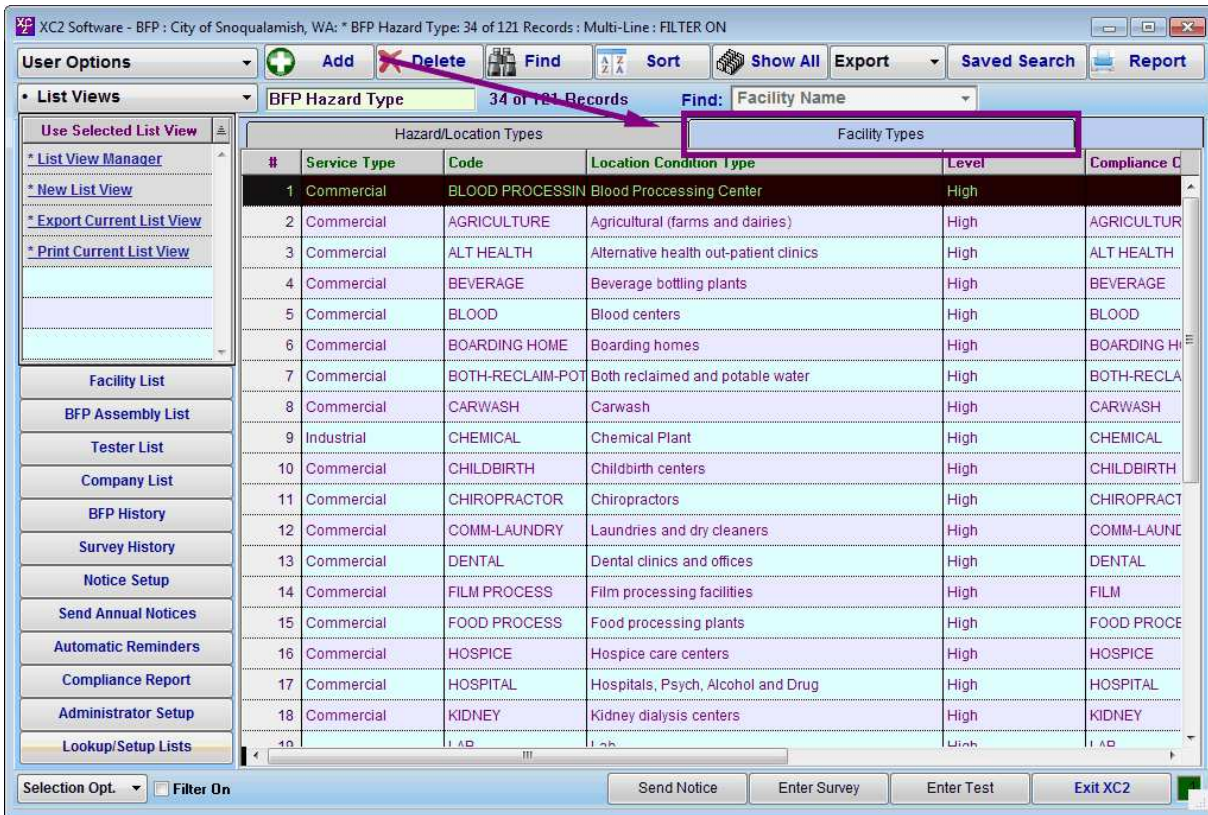 XC2 Software - BFP : City of Snoqualamish, WA: * BFP Hazard Type: 34 of 121 Records : Multi-Line : FILTER ON
User Options Add Delete Find Sort Show All Export Saved Search Report
• List Views BFP Hazard Type 34 of 121 Records Find: Facility Name
Use Selected List View
* List View Manager
* New List View
* Export Current List View
* Print Current List View
Facility List
BFP Assembly List
Tester List
Company List
BFP History
Survey History
Notice Setup
Send Annual Notices
Automatic Reminders
Compliance Report
Administrator Setup
Lookup/Setup Lists
Hazard/Location Types Facility Types
# Service Type Code Location Condition Type Level Compliance C
1 Commercial BLOOD PROCESSIN Blood Proccessing Center High
2 Commercial AGRICULTURE Agricultural (farms and dairies) High AGRICULTUR
3 Commercial ALT HEALTH Alternative health out-patient clinics High ALT HEALTH
4 Commercial BEVERAGE Beverage bottling plants High BEVERAGE
5 Commercial BLOOD Blood centers High BLOOD
6 Commercial BOARDING HOME Boarding homes High BOARDING H
7 Commercial BOTH-RECLAIM-POT Both reclaimed and potable water High BOTH-RECLA
8 Commercial CARWASH Carwash High CARWASH
9 Industrial CHEMICAL Chemical Plant High CHEMICAL
10 Commercial CHILDBIRTH Childbirth centers High CHILDBIRTH
11 Commercial CHIROPRACTOR Chiropractors High CHIROPRACT
12 Commercial COMM-LAUNDRY Laundries and dry cleaners High COMM-LAUND
13 Commercial DENTAL Dental clinics and offices High DENTAL
14 Commercial FILM PROCESS Film processing facilities High FILM
15 Commercial FOOD PROCESS Food processing plants High FOOD PROCE
16 Commercial HOSPICE Hospice care centers High HOSPICE
17 Commercial HOSPITAL Hospitals, Psych, Alcohol and Drug High HOSPITAL
18 Commercial KIDNEY Kidney dialysis centers High KIDNEY
19 LAB Lab High LAB
Selection Opt. Filter On Send Notice Enter Survey Enter Test Exit XC2